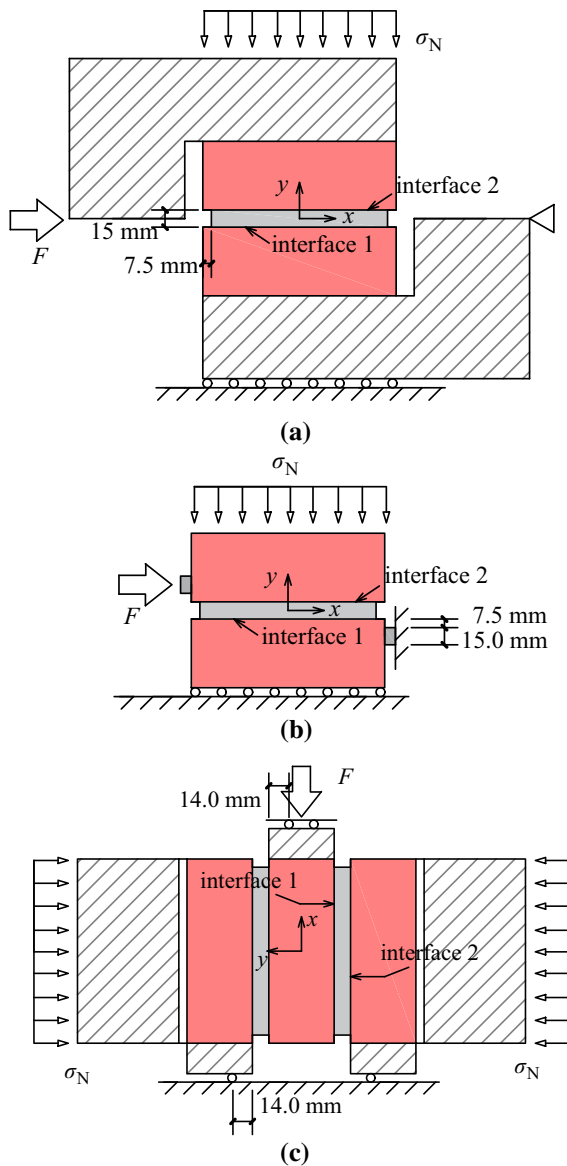 σN
y
interface 2
x
15 mm
interface 1
F
7.5 mm
(a)
σN
y
interface 2
F
x
interface 1
7.5 mm
15.0 mm
(b)
F
14.0 mm
interface 1
x
y
interface 2
σN
σN
14.0 mm
(c)